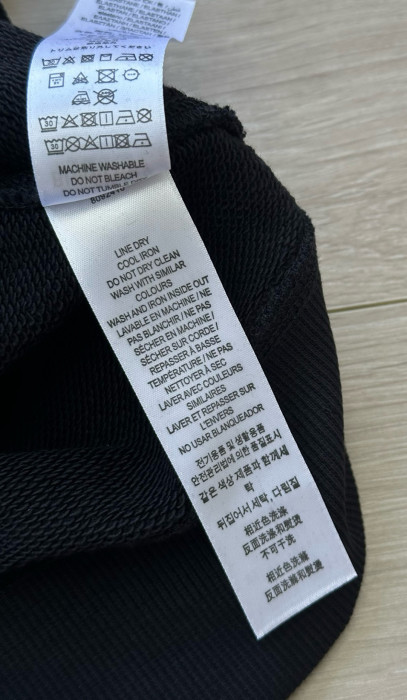 MACHINE WASHABLE
DO NOT BLEACH
DO NOT TUMBLE DRY
LINE DRY
COOL IRON
DO NOT DRY CLEAN
WASH WITH SIMILAR
COLOURS
WASH AND IRON INSIDE OUT
LAVABLE EN MACHINE / NE
PAS BLANCHIR / NE PAS
SÉCHER EN MACHINE /
SÉCHER SUR CORDE /
REPASSER À BASSE
TEMPÉRATURE / NE PAS
NETTOYER À SEC
LAVER AVEC COULEURS
SIMILAIRES
LAVER ET REPASSER SUR
L'ENVERS
NO USAR BLANQUEADOR
전기용품 및 생활용품
안전관리법에 의한 품질표시
같은 색상 제품과 함께 세
탁
뒤집어서 세탁, 다림질
相近色洗滌
反面洗滌和熨燙
不可干洗
相近色洗滌
反面洗滌和熨燙